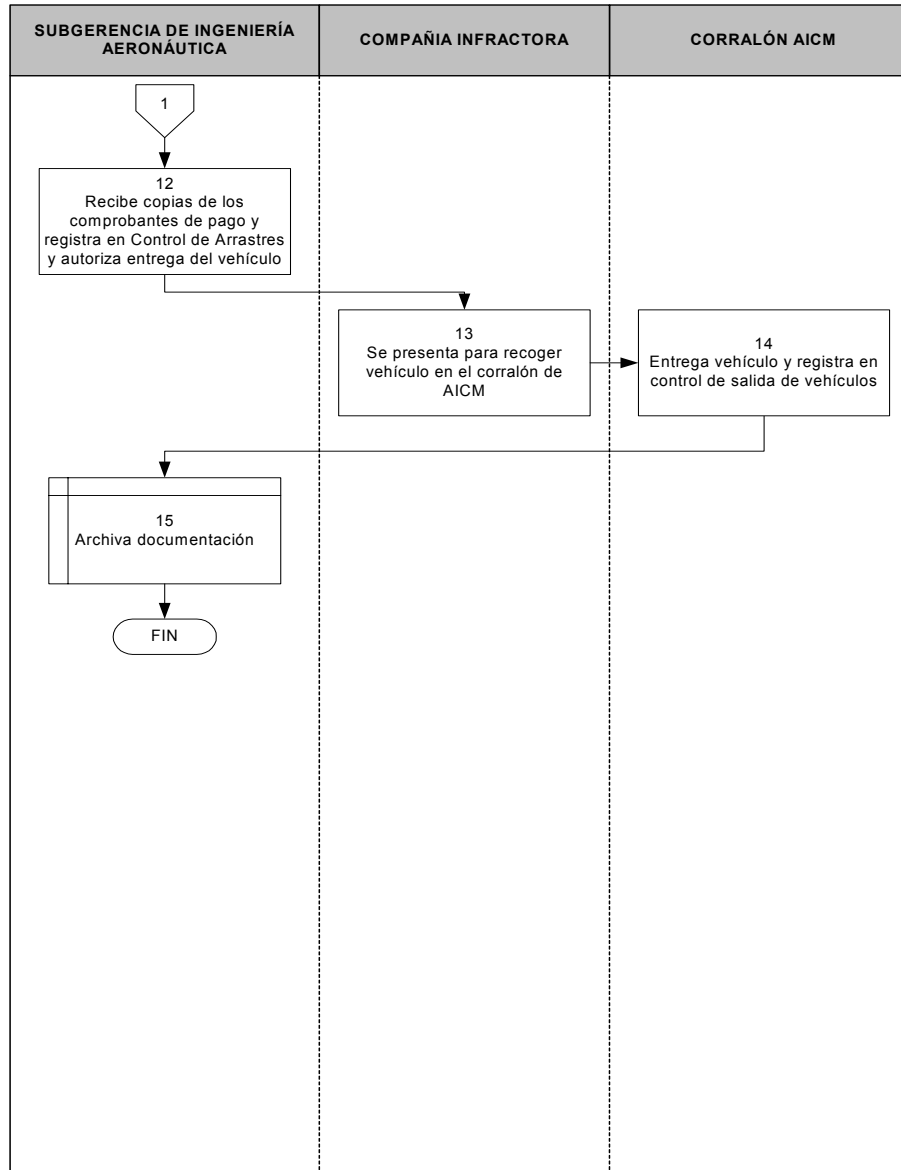 SUBGERENCIA DE INGENIERÍA
AERONÁUTICA
COMPAÑIA INFRACTORA
CORRALÓN AICM
1
12
Recibe copias de los
comprobantes de pago y
registra en Control de Arrastres
y autoriza entrega del vehículo
13
Se presenta para recoger
vehículo en el corralón de
AICM
14
Entrega vehículo y registra en
control de salida de vehículos
15
Archiva documentación
FIN